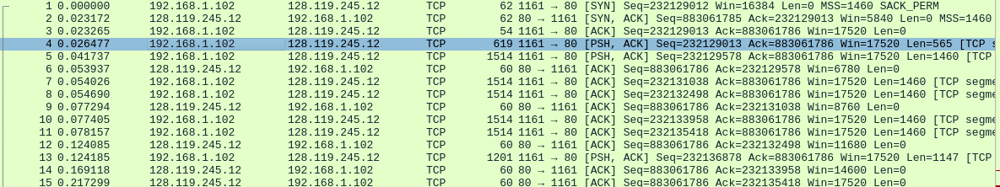 1 0.000000 192.168.1.102 128.119.245.12 TCP 62 1161 → 80 [SYN] Seq=232129012 Win=16384 Len=0 MSS=1460 SACK_PERM
2 0.023172 128.119.245.12 192.168.1.102 TCP 62 80 → 1161 [SYN, ACK] Seq=883061785 Ack=232129013 Win=5840 Len=0 MSS=1460
3 0.023265 192.168.1.102 128.119.245.12 TCP 54 1161 → 80 [ACK] Seq=232129013 Ack=883061786 Win=17520 Len=0
4 0.026477 192.168.1.102 128.119.245.12 TCP 619 1161 → 80 [PSH, ACK] Seq=232129013 Ack=883061786 Win=17520 Len=565 [TCP s
5 0.041737 192.168.1.102 128.119.245.12 TCP 1514 1161 → 80 [PSH, ACK] Seq=232129578 Ack=883061786 Win=17520 Len=1460 [TCP
6 0.053937 128.119.245.12 192.168.1.102 TCP 60 80 → 1161 [ACK] Seq=883061786 Ack=232129578 Win=6780 Len=0
7 0.054026 192.168.1.102 128.119.245.12 TCP 1514 1161 → 80 [ACK] Seq=232131038 Ack=883061786 Win=17520 Len=1460 [TCP segme
8 0.054690 192.168.1.102 128.119.245.12 TCP 1514 1161 → 80 [ACK] Seq=232132498 Ack=883061786 Win=17520 Len=1460 [TCP segme
9 0.077294 128.119.245.12 192.168.1.102 TCP 60 80 → 1161 [ACK] Seq=883061786 Ack=232131038 Win=8760 Len=0
10 0.077405 192.168.1.102 128.119.245.12 TCP 1514 1161 → 80 [ACK] Seq=232133958 Ack=883061786 Win=17520 Len=1460 [TCP segme
11 0.078157 192.168.1.102 128.119.245.12 TCP 1514 1161 → 80 [ACK] Seq=232135418 Ack=883061786 Win=17520 Len=1460 [TCP segme
12 0.124085 128.119.245.12 192.168.1.102 TCP 60 80 → 1161 [ACK] Seq=883061786 Ack=232132498 Win=11680 Len=0
13 0.124185 192.168.1.102 128.119.245.12 TCP 1201 1161 → 80 [PSH, ACK] Seq=232136878 Ack=883061786 Win=17520 Len=1147 [TCP
14 0.169118 128.119.245.12 192.168.1.102 TCP 60 80 → 1161 [ACK] Seq=883061786 Ack=232133958 Win=14600 Len=0
15 0.217299 128.119.245.12 192.168.1.102 TCP 60 80 → 1161 [ACK] Seq=883061786 Ack=232135418 Win=17520 Len=0